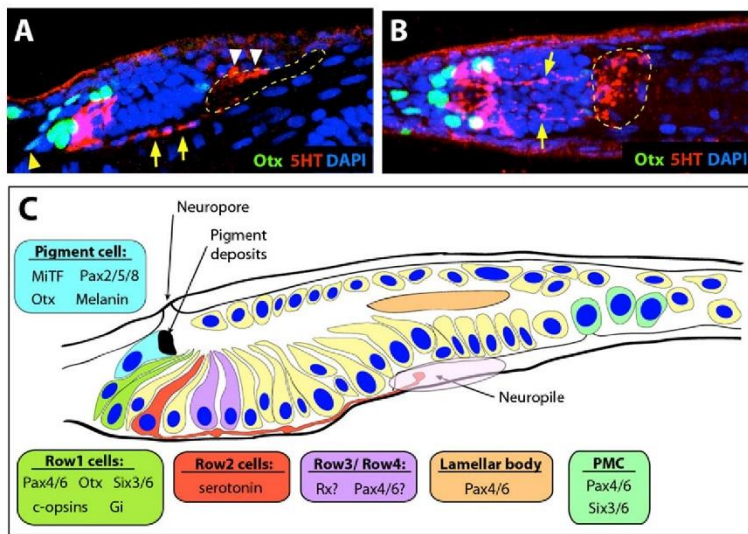 A
Otx 5HT DAPI
B
Otx 5HT DAPI
C
Neuropore
Pigment
deposits
Pigment cell:
MiTF Pax2/5/8
Otx Melanin
Neuropile
Row1 cells:
Pax4/6 Otx Six3/6
c-opsins Gi
Row2 cells:
serotonin
Row3/ Row4:
Rx? Pax4/6?
Lamellar body
Pax4/6
PMC
Pax4/6
Six3/6